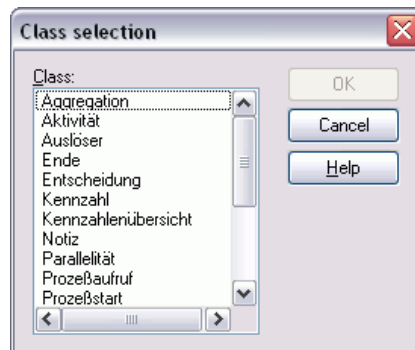 Class selection
Class:
Aggregation
Aktivität
Auslöser
Ende
Entscheidung
Kennzahl
Kennzahlenübersicht
Notiz
Parallelität
Prozeßaufruf
Prozeßstart
OK
Cancel
Help